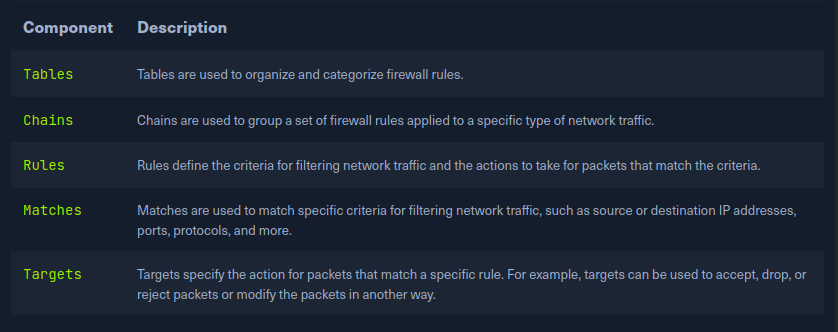 Component Description
Tables Tables are used to organize and categorize firewall rules.
Chains Chains are used to group a set of firewall rules applied to a specific type of network traffic.
Rules Rules define the criteria for filtering network traffic and the actions to take for packets that match the criteria.
Matches Matches are used to match specific criteria for filtering network traffic, such as source or destination IP addresses,
ports, protocols, and more.
Targets Targets specify the action for packets that match a specific rule. For example, targets can be used to accept, drop, or
reject packets or modify the packets in another way.